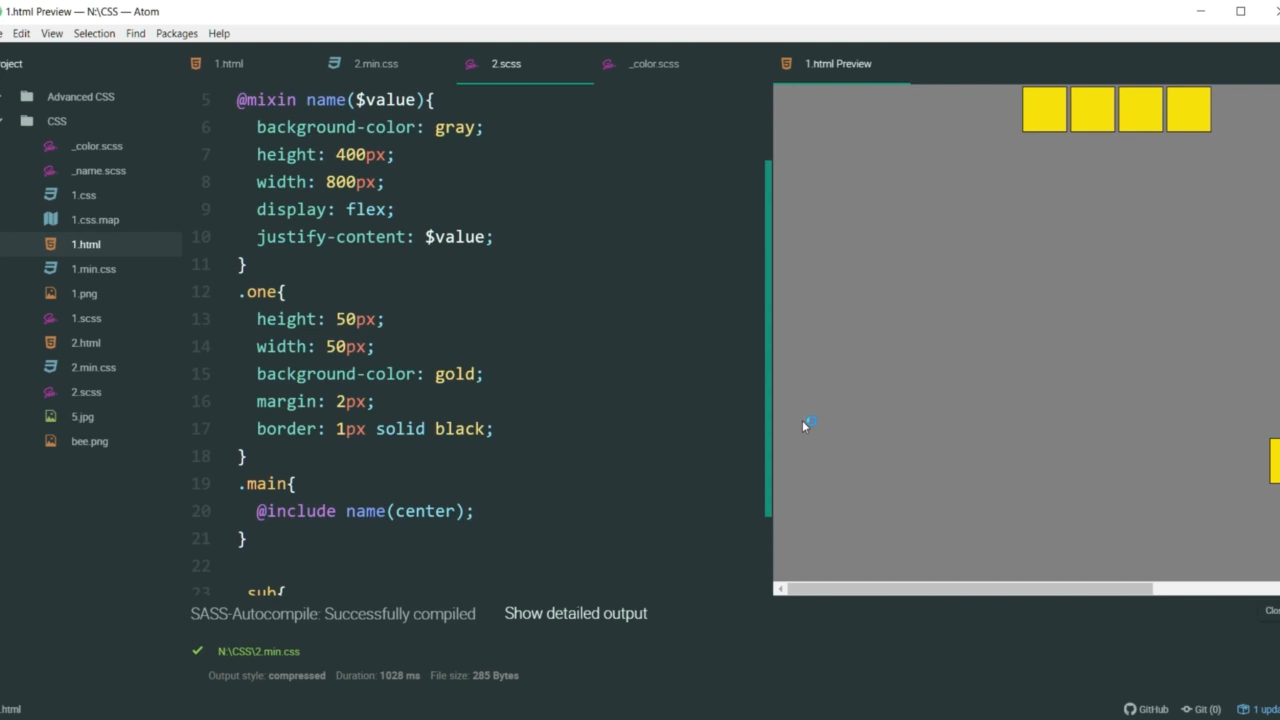 1.html Preview — N:\CSS — Atom
Edit View Selection Find Packages Help
1.html 2.min.css 2.scss _color.scss 1.html Preview
Advanced CSS
CSS
_color.scss
_name.scss
1.css
1.css.map
1.html
1.min.css
1.png
1.scss
2.html
2.min.css
2.scss
5.jpg
bee.png
5 @mixin name($value){
6 background-color: gray;
7 height: 400px;
8 width: 800px;
9 display: flex;
10 justify-content: $value;
11 }
12 .one{
13 height: 50px;
14 width: 50px;
15 background-color: gold;
16 margin: 2px;
17 border: 1px solid black;
18 }
19 .main{
20 @include name(center);
21 }
22
23 .sub{
SASS-Autocompile: Successfully compiled Show detailed output
N:\CSS\2.min.css
Output style: compressed Duration: 1028 ms File size: 285 Bytes
.html GitHub Git (0)